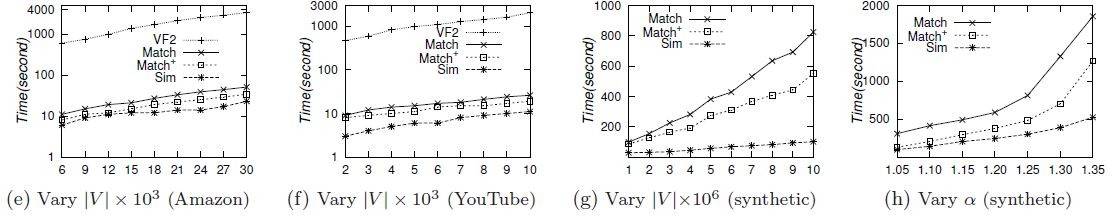 4000
1000
100
10
1
Time(second)
VF2
Match
Match+
Sim
6 9 12 15 18 21 24 27 30
(e) Vary |V| × 10³ (Amazon)
3000
1000
100
10
1
Time(second)
VF2
Match
Match+
Sim
2 3 4 5 6 7 8 9 10
(f) Vary |V| × 10³ (YouTube)
1000
800
600
400
200
Time(second)
Match
Match+
Sim
1 2 3 4 5 6 7 8 9 10
(g) Vary |V|×10⁶ (synthetic)
2000
1500
1000
500
Time(second)
Match
Match+
Sim
1.05 1.10 1.15 1.20 1.25 1.30 1.35
(h) Vary α (synthetic)